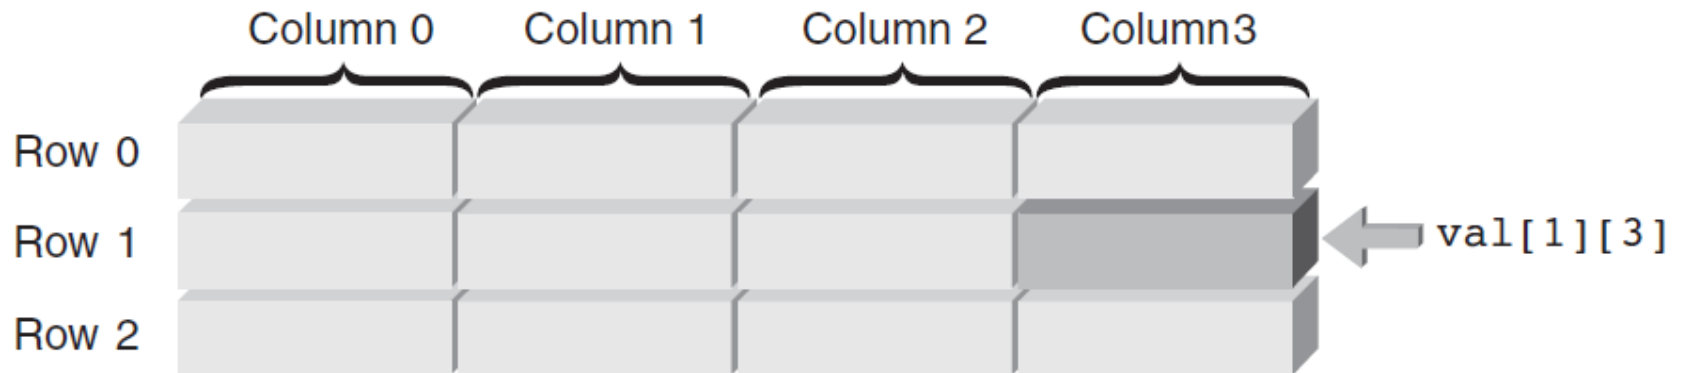 Column 0 Column 1 Column 2 Column3
Row 0
Row 1 val[1][3]
Row 2